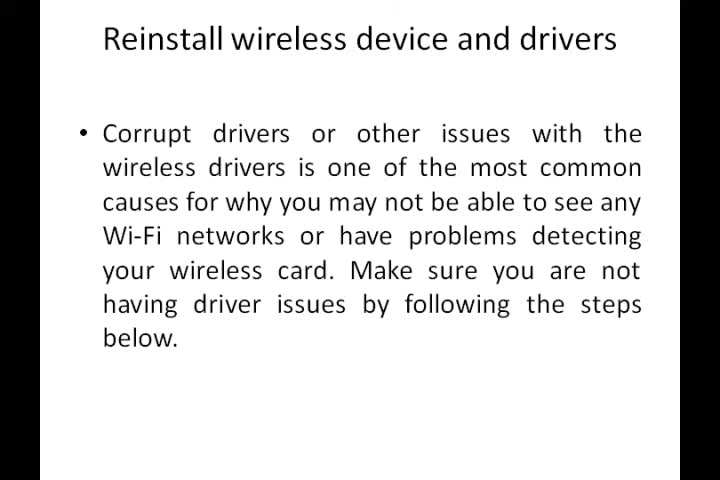 Reinstall wireless device and drivers
• Corrupt drivers or other issues with the
wireless drivers is one of the most common
causes for why you may not be able to see any
Wi-Fi networks or have problems detecting
your wireless card. Make sure you are not
having driver issues by following the steps
below.